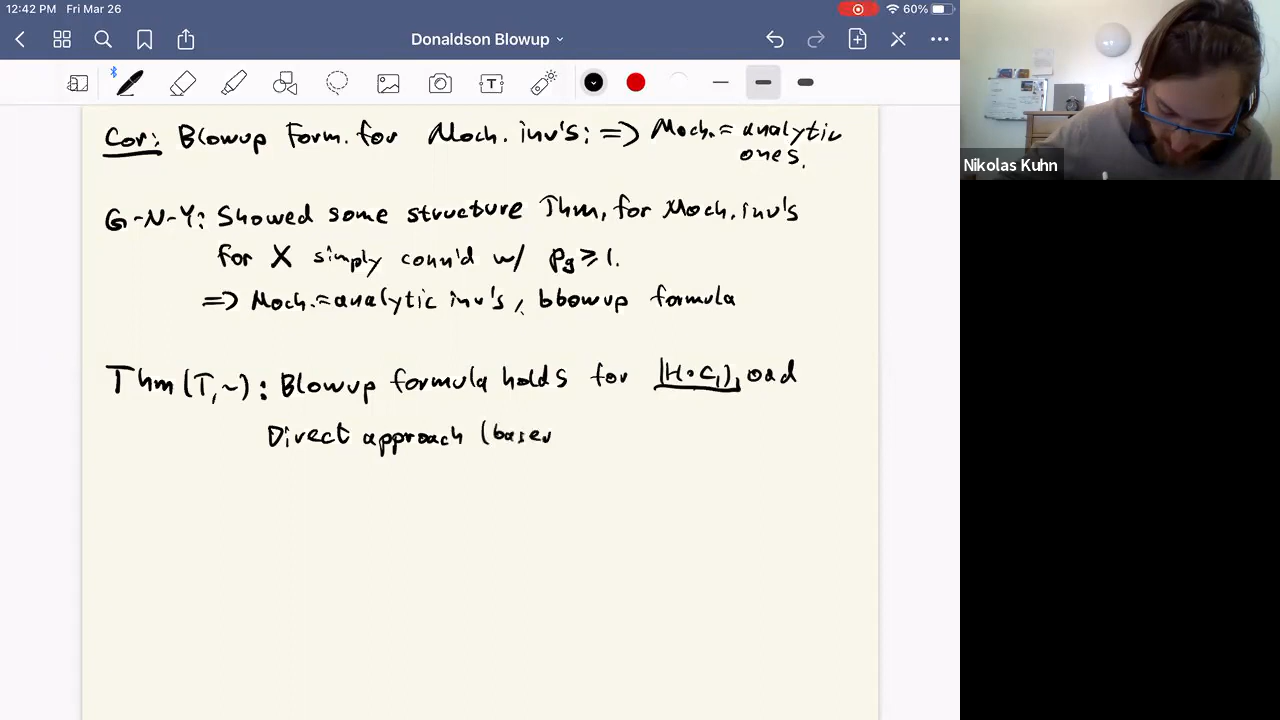 12:42 PM Fri Mar 26
60%
Donaldson Blowup
Cor: Blowup Form. for Moch. inv's: => Moch. = analytic
ones.
G-N-Y: Showed some structure Thm, for Moch. inv's
for X simply conn'd w/ pg ≥ 1.
=> Moch. = analytic inv's, bbowup formula
Thm (T, ~): Blowup formula holds for (H·C₁), odd
Direct approach (based
Nikolas Kuhn